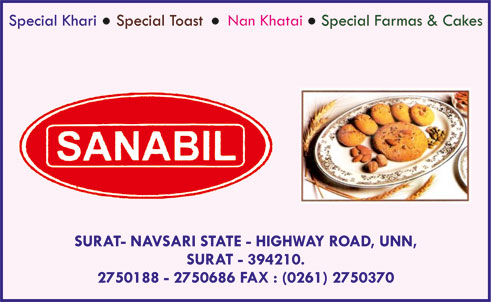 Special Khari ● Special Toast ● Nan Khatai ● Special Farmas & Cakes
SANABIL
SURAT- NAVSARI STATE - HIGHWAY ROAD, UNN,
SURAT - 394210.
2750188 - 2750686 FAX : (0261) 2750370